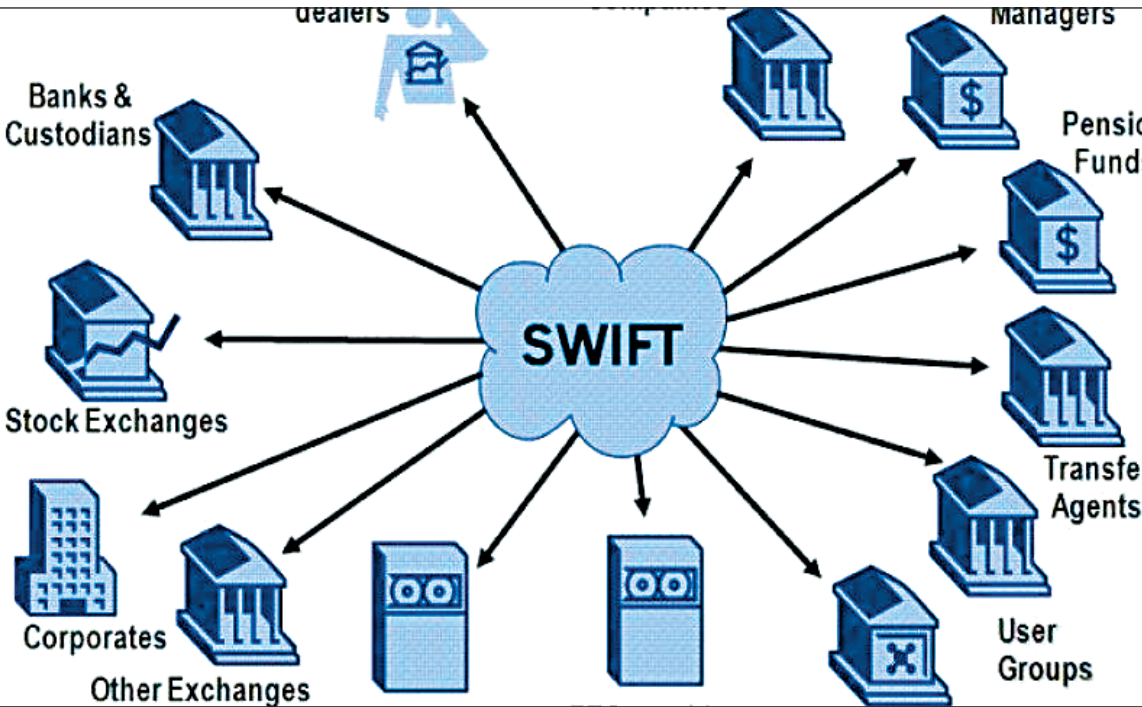 dealers
Managers
Banks &
Custodians
$
Pensio
Fund
$
SWIFT
Stock Exchanges
Transfe
Agents
Corporates
User
Groups
Other Exchanges